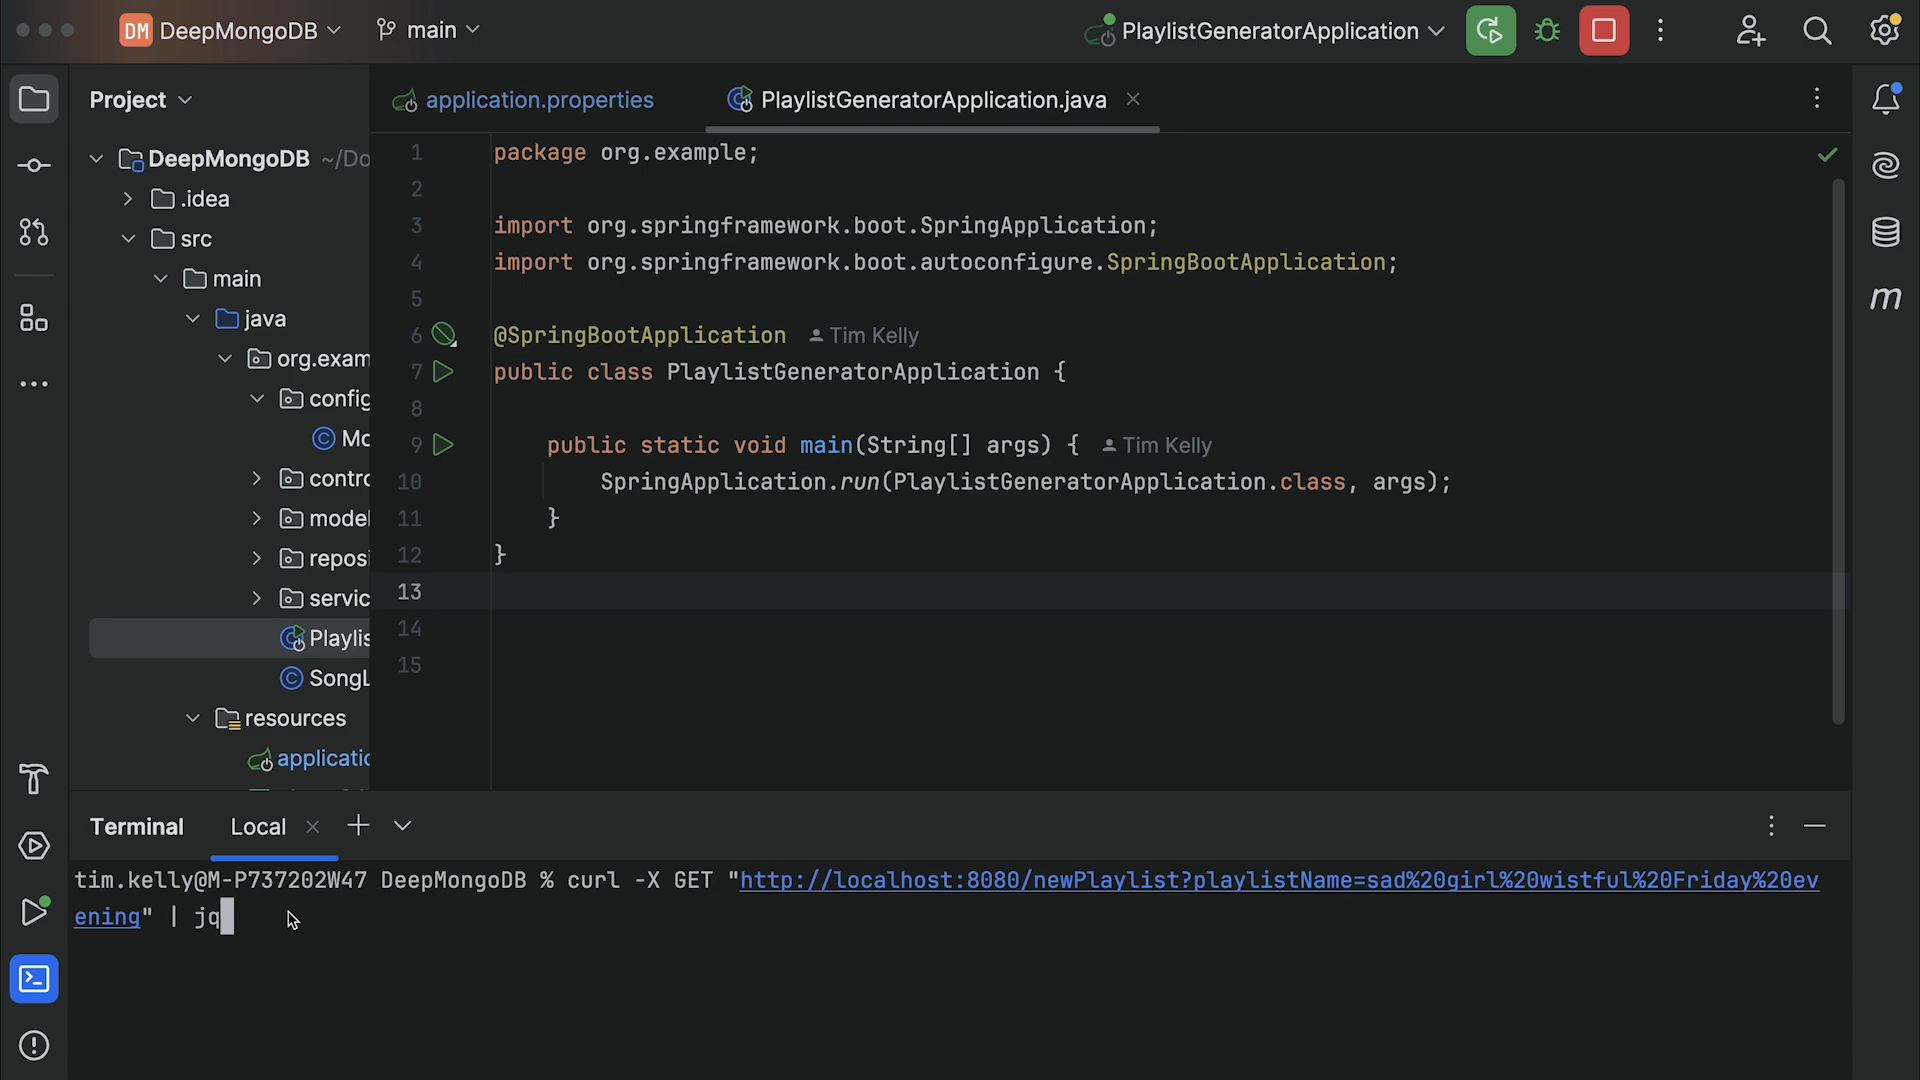 DM DeepMongoDB main PlaylistGeneratorApplication
Project
application.properties PlaylistGeneratorApplication.java
DeepMongoDB ~/Do
.idea
src
main
java
org.exam
config
Mo
contro
model
reposi
servic
Playlis
SongL
resources
applicatio
1 package org.example;
2
3 import org.springframework.boot.SpringApplication;
4 import org.springframework.boot.autoconfigure.SpringBootApplication;
5
6 @SpringBootApplication Tim Kelly
7 public class PlaylistGeneratorApplication {
8
9 public static void main(String[] args) { Tim Kelly
10 SpringApplication.run(PlaylistGeneratorApplication.class, args);
11 }
12 }
13
14
15
m
Terminal Local
tim.kelly@M-P737202W47 DeepMongoDB % curl -X GET "http://localhost:8080/newPlaylist?playlistName=sad%20girl%20wistful%20Friday%20ev
ening" | jq